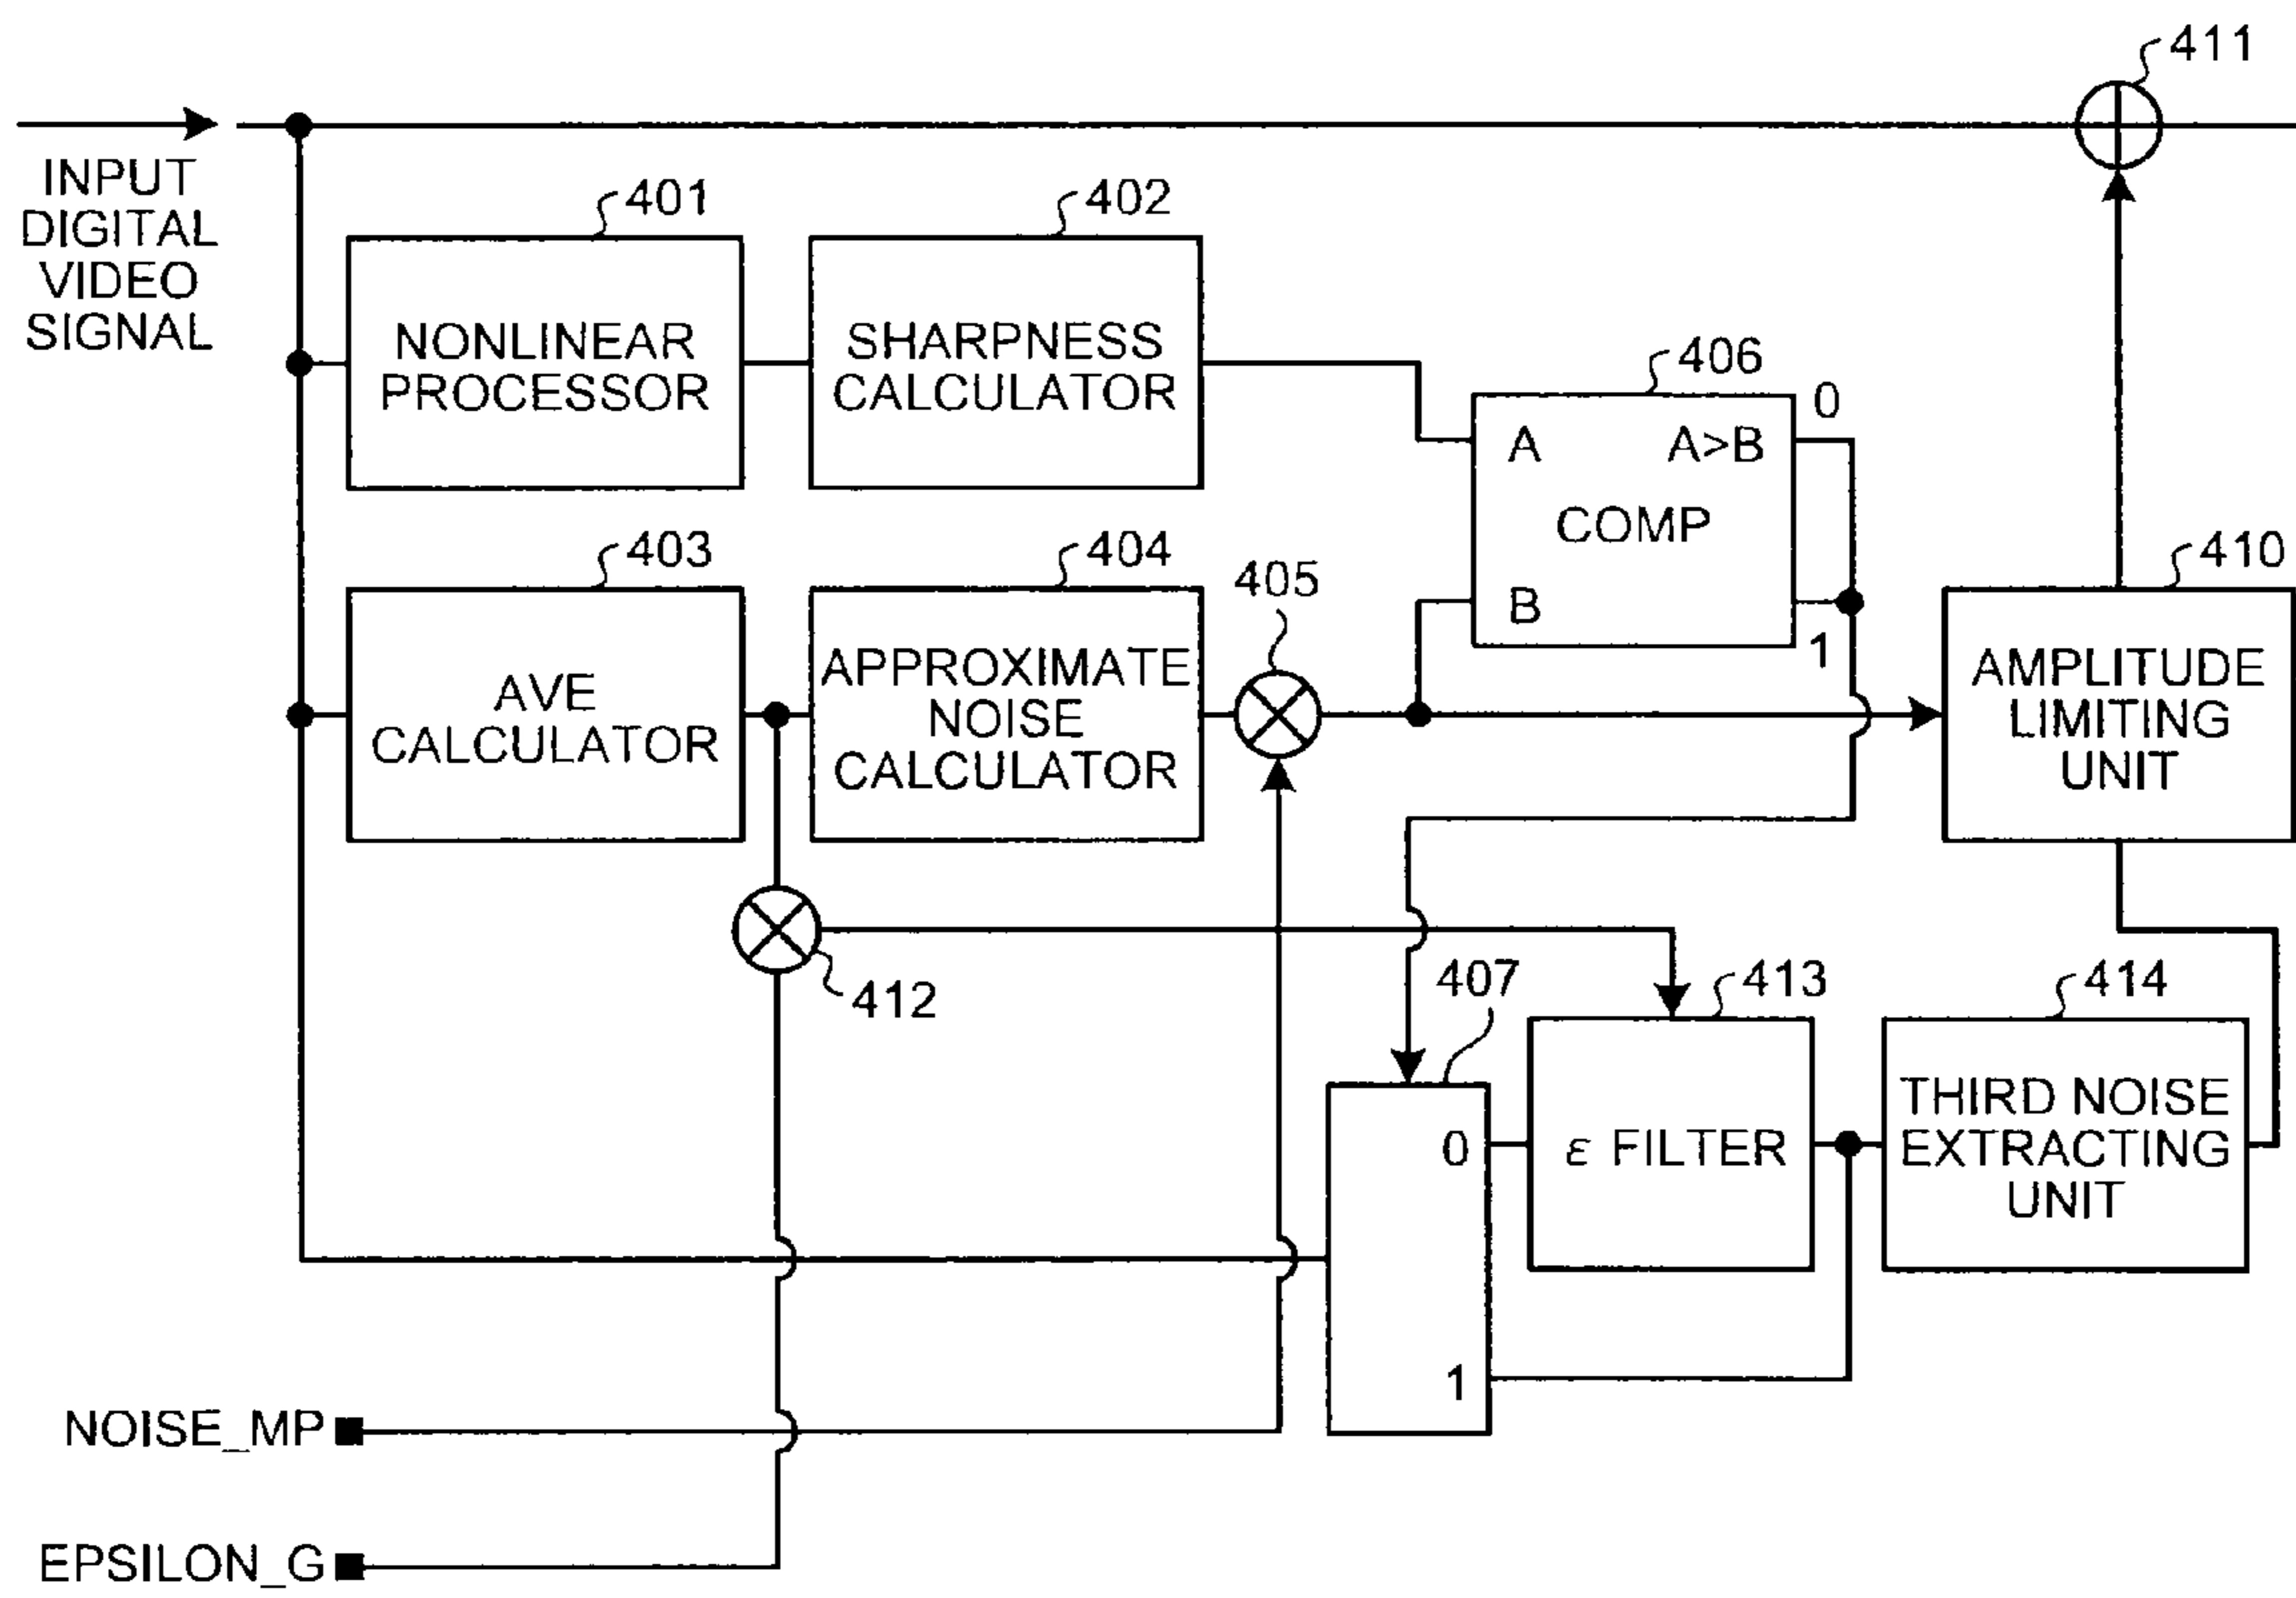 411
INPUT
DIGITAL
VIDEO
SIGNAL
401
402
NONLINEAR
PROCESSOR
SHARPNESS
CALCULATOR
406
0
A A>B
COMP
B
1
403
404
405
410
AVE
CALCULATOR
APPROXIMATE
NOISE
CALCULATOR
AMPLITUDE
LIMITING
UNIT
412
407
413
414
0
1
ε FILTER
THIRD NOISE
EXTRACTING
UNIT
NOISE_MP
EPSILON_G